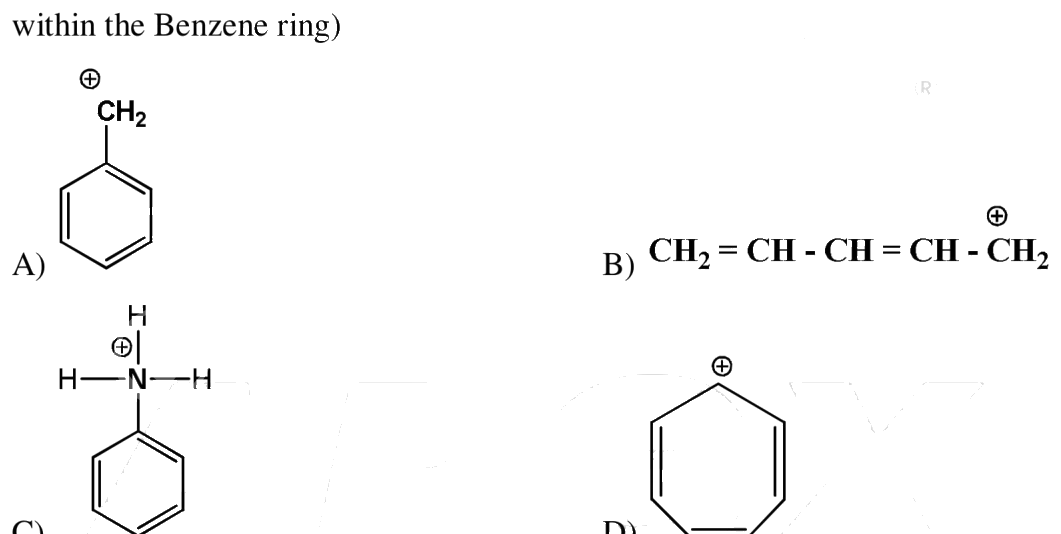 within the Benzene ring)
⊕
CH₂
R
⊕
A)
B) CH₂ = CH - CH = CH - CH₂
H
⊕
H N H
⊕
C)
D)